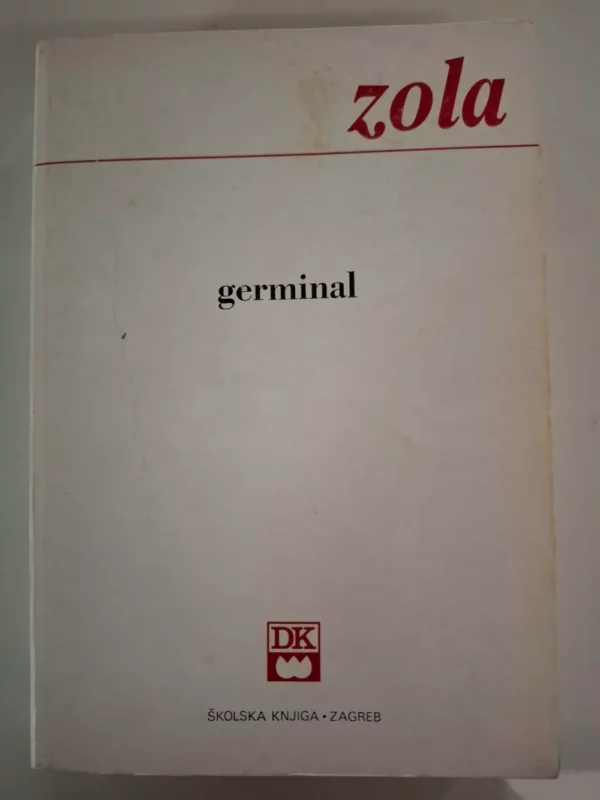 zola
germinal
DK
ŠKOLSKA KNJIGA • ZAGREB